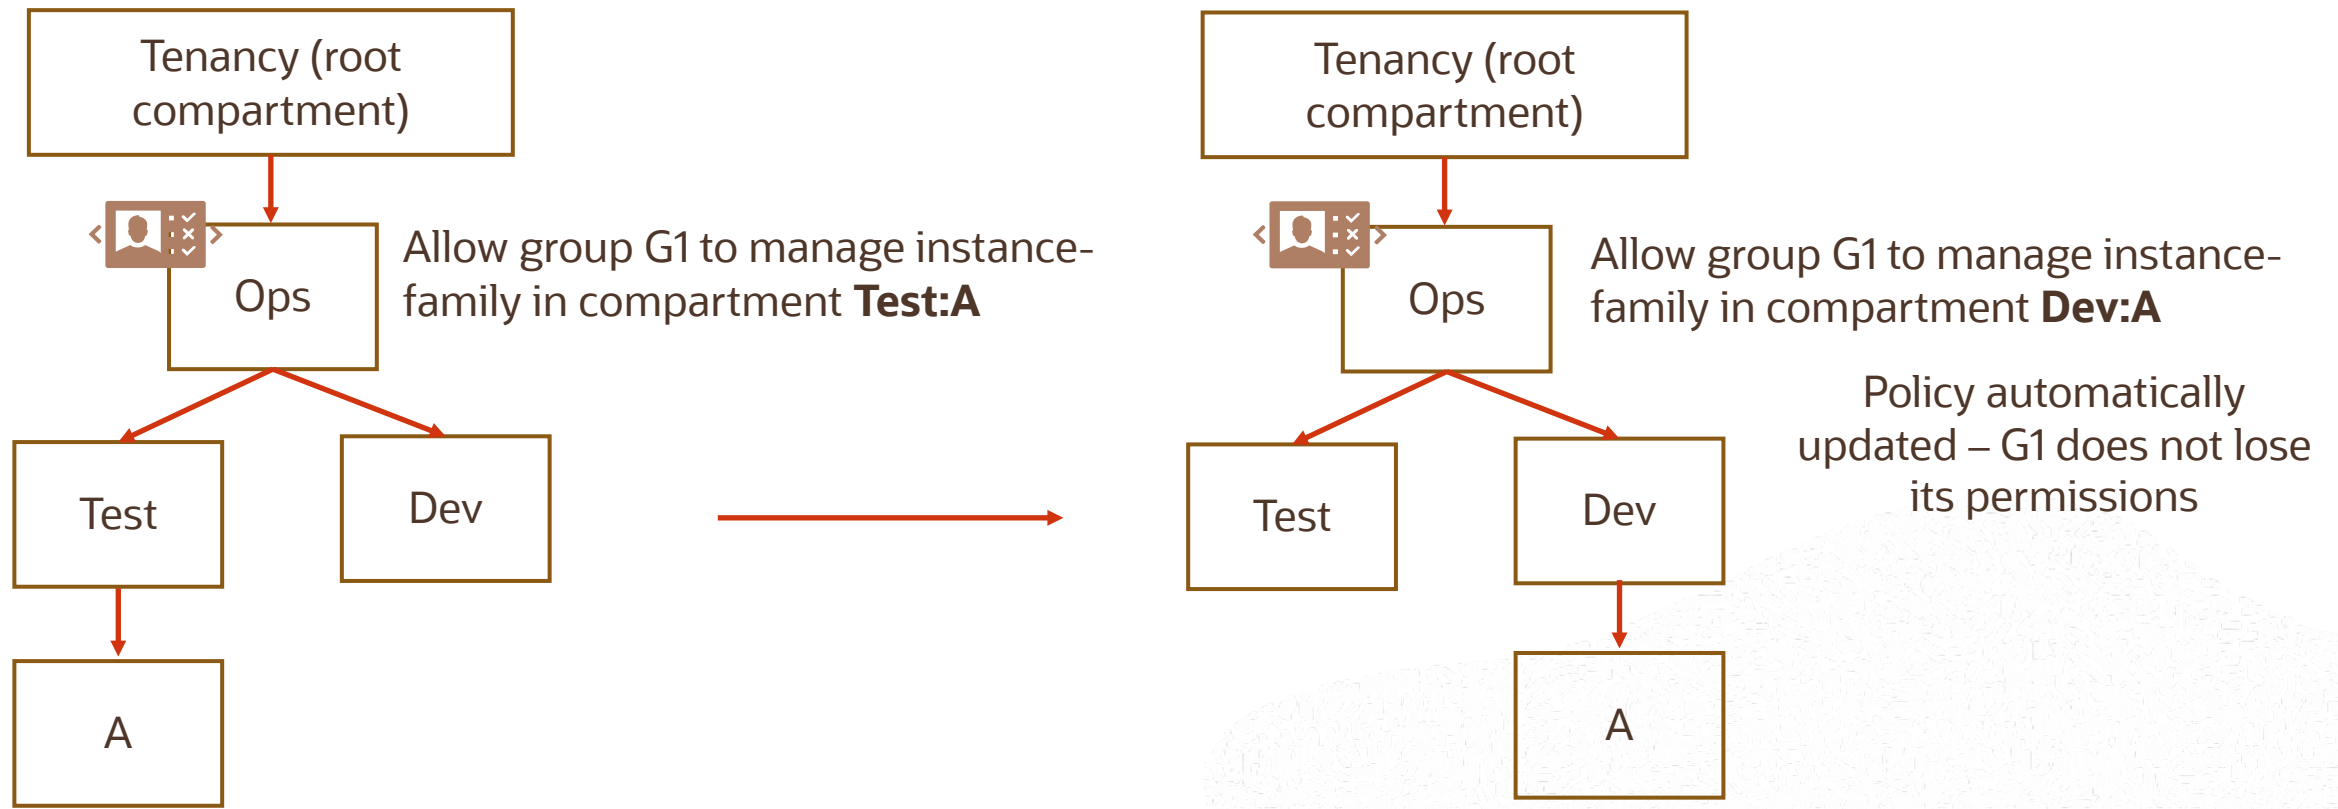 Tenancy (root
compartment)
Ops
Allow group G1 to manage instance-
family in compartment Test:A
Test
Dev
A
Tenancy (root
compartment)
Ops
Allow group G1 to manage instance-
family in compartment Dev:A
Policy automatically
updated – G1 does not lose
its permissions
Test
Dev
A